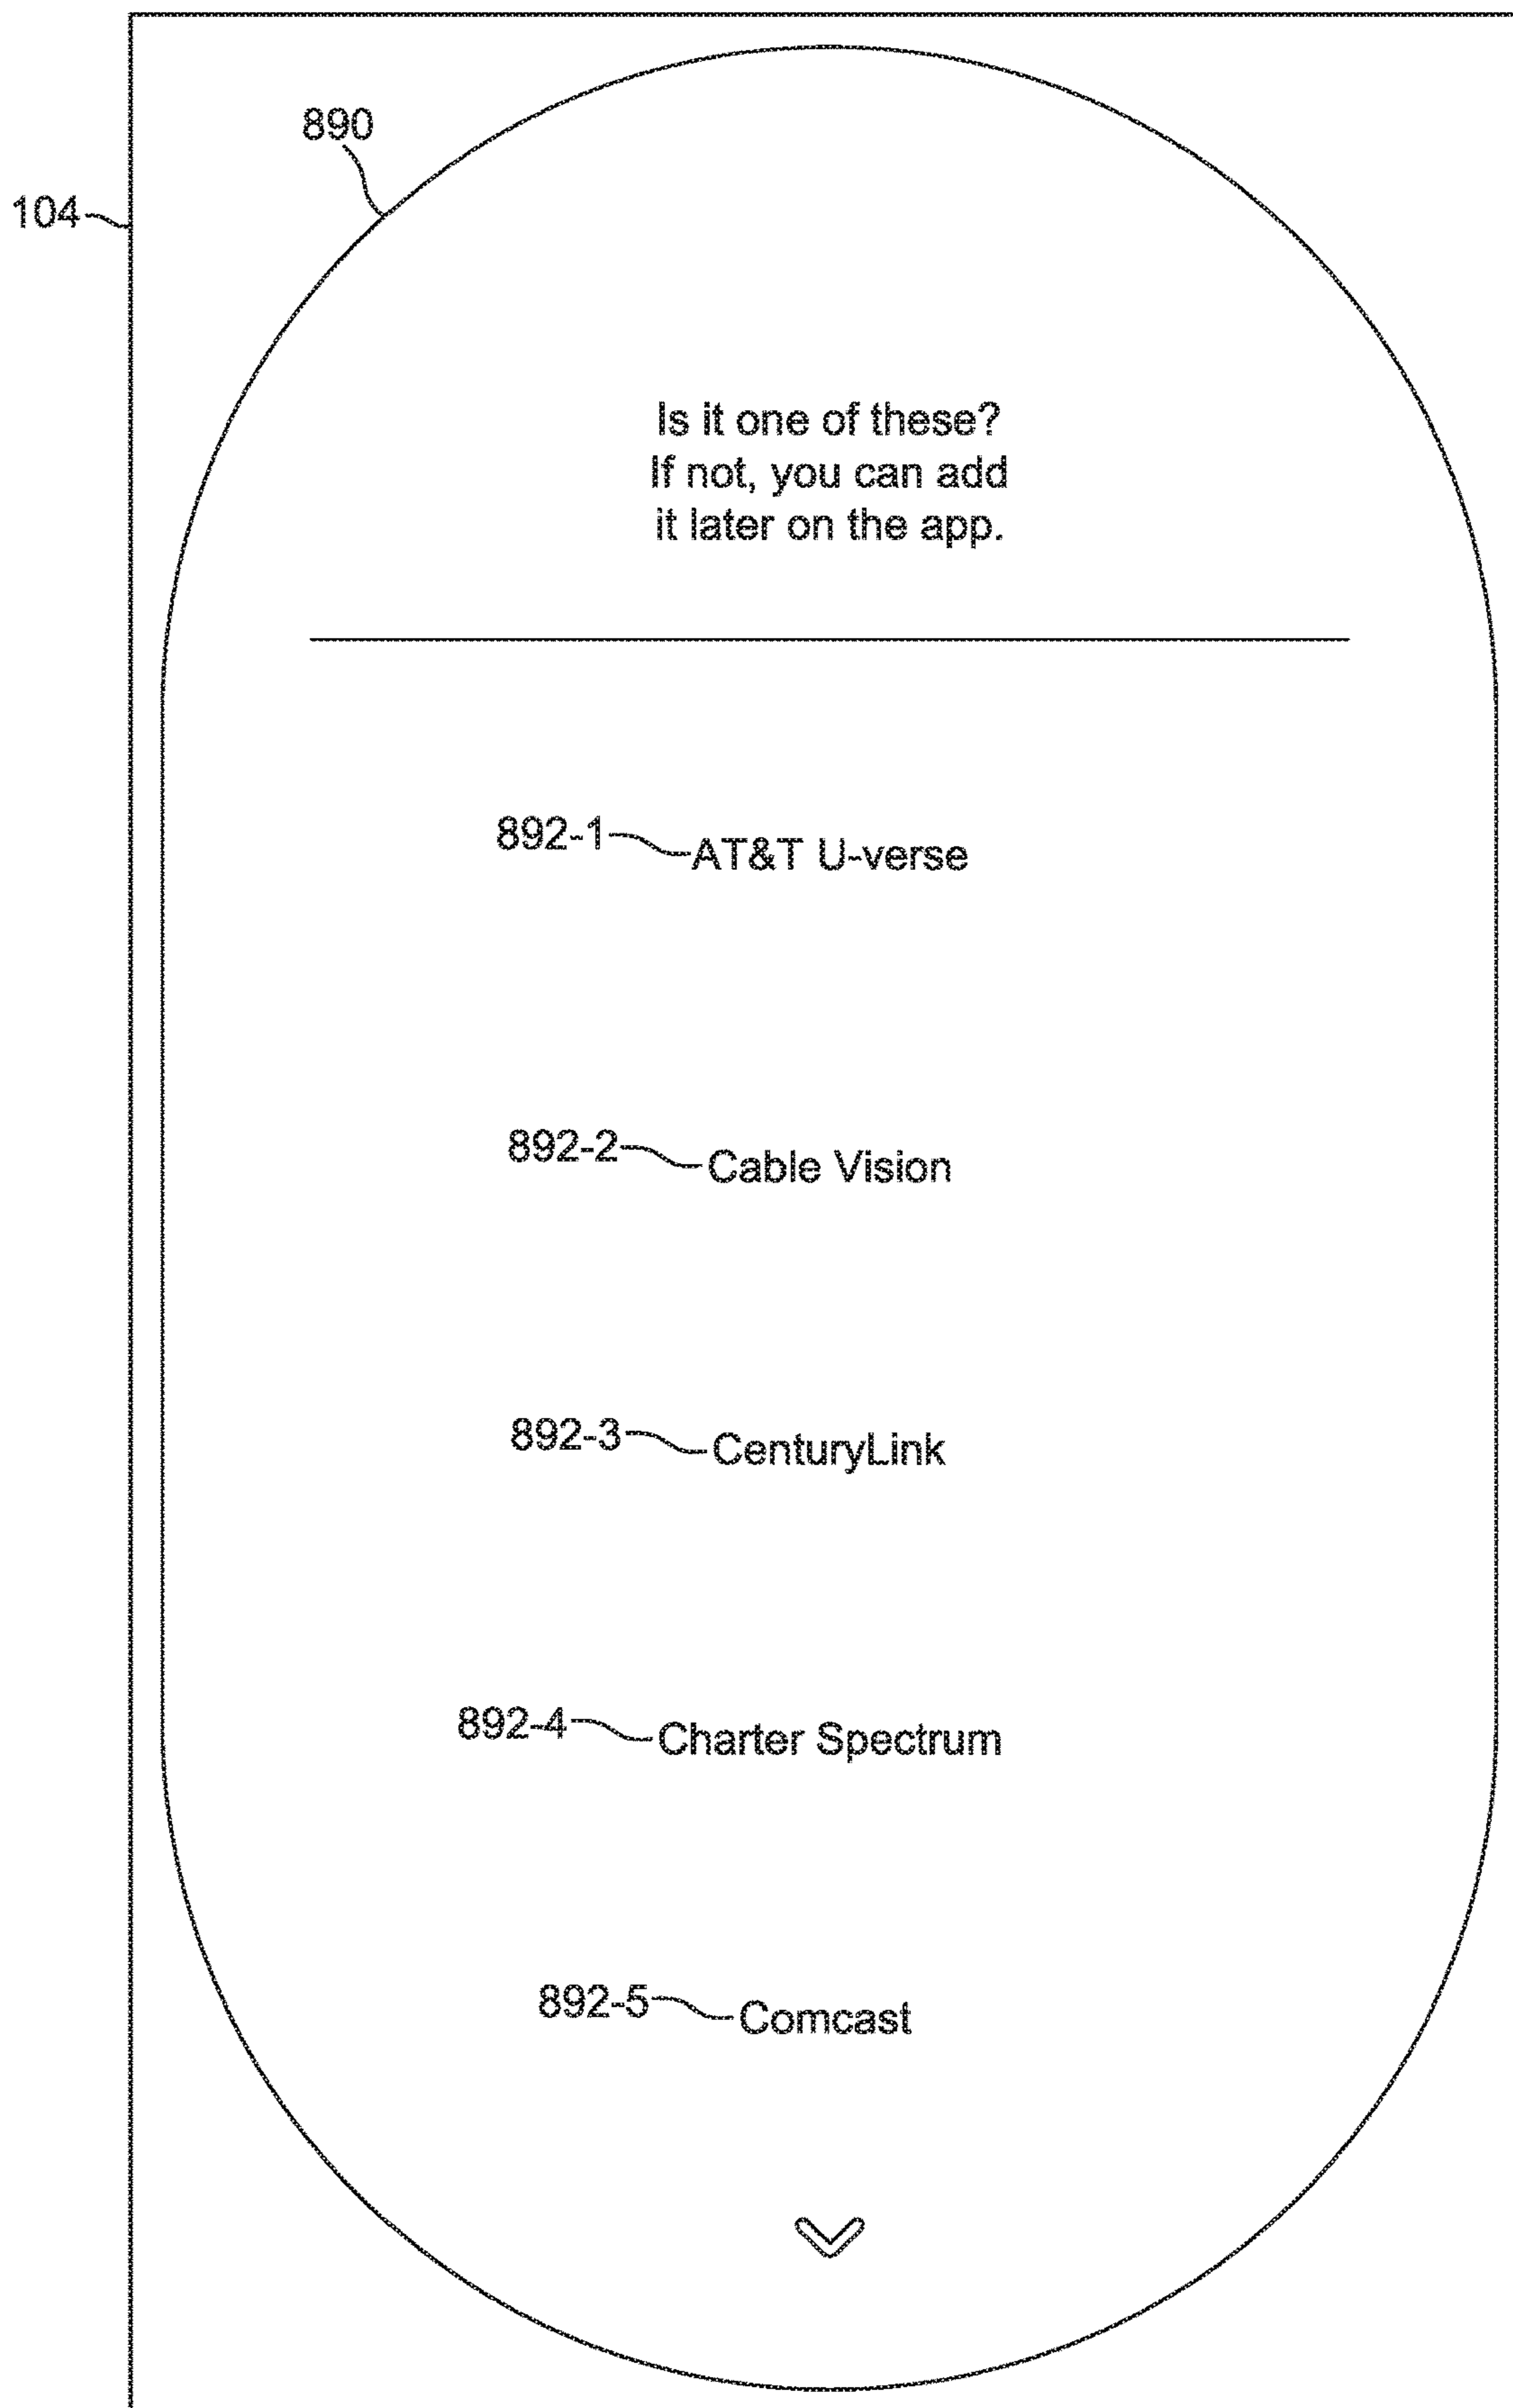 890
104
Is it one of these?
If not, you can add
it later on the app.
892-1
AT&T U-verse
892-2
Cable Vision
892-3
CenturyLink
892-4
Charter Spectrum
892-5
Comcast